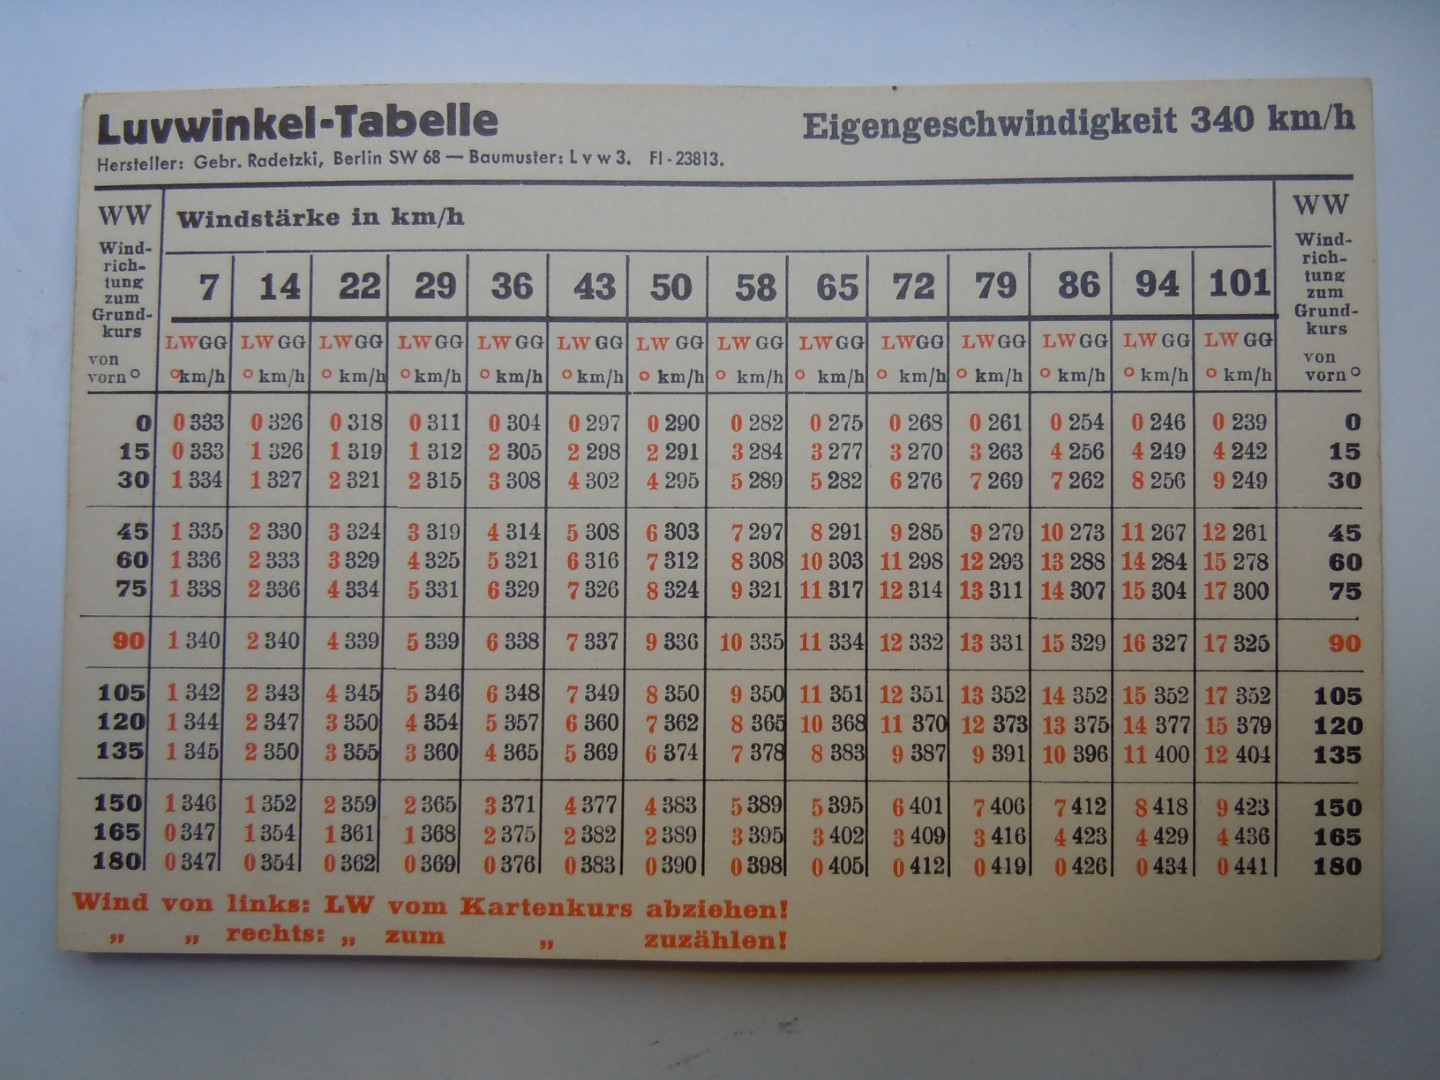 Luvwinkel-Tabelle Eigengeschwindigkeit 340 km/h
Hersteller: Gebr. Radetzki, Berlin SW 68 — Baumuster: L v w 3. Fl-23813.
WW Windstärke in km/h WW
Wind- Wind-
rich- rich-
tung tung
zum zum
Grund- Grund-
kurs kurs
7 14 22 29 36 43 50 58 65 72 79 86 94 101
von LW GG LW GG LW GG LW GG LW GG LW GG LW GG LW GG LW GG LW GG LW GG LW GG LW GG LW GG von
vorn ° ° km/h ° km/h ° km/h ° km/h ° km/h ° km/h ° km/h ° km/h ° km/h ° km/h ° km/h ° km/h ° km/h ° km/h vorn °
0 0 333 0 326 0 318 0 311 0 304 0 297 0 290 0 282 0 275 0 268 0 261 0 254 0 246 0 239 0
15 0 333 1 326 1 319 1 312 2 305 2 298 2 291 3 284 3 277 3 270 3 263 4 256 4 249 4 242 15
30 1 334 1 327 2 321 2 315 3 308 4 302 4 295 5 289 5 282 6 276 7 269 7 262 8 256 9 249 30
45 1 335 2 330 3 324 3 319 4 314 5 308 6 303 7 297 8 291 9 285 9 279 10 273 11 267 12 261 45
60 1 336 2 333 3 329 4 325 5 321 6 316 7 312 8 308 10 303 11 298 12 293 13 288 14 284 15 278 60
75 1 338 2 336 4 334 5 331 6 329 7 326 8 324 9 321 11 317 12 314 13 311 14 307 15 304 17 300 75
90 1 340 2 340 4 339 5 339 6 338 7 337 9 336 10 335 11 334 12 332 13 331 15 329 16 327 17 325 90
105 1 342 2 343 4 345 5 346 6 348 7 349 8 350 9 350 11 351 12 351 13 352 14 352 15 352 17 352 105
120 1 344 2 347 3 350 4 354 5 357 6 360 7 362 8 365 10 368 11 370 12 373 13 375 14 377 15 379 120
135 1 345 2 350 3 355 3 360 4 365 5 369 6 374 7 378 8 383 9 387 9 391 10 396 11 400 12 404 135
150 1 346 1 352 2 359 2 365 3 371 4 377 4 383 5 389 5 395 6 401 7 406 7 412 8 418 9 423 150
165 0 347 1 354 1 361 1 368 2 375 2 382 2 389 3 395 3 402 3 409 3 416 4 423 4 429 4 436 165
180 0 347 0 354 0 362 0 369 0 376 0 383 0 390 0 398 0 405 0 412 0 419 0 426 0 434 0 441 180
Wind von links: LW vom Kartenkurs abziehen!
„ „ rechts: „ zum „ zuzählen!